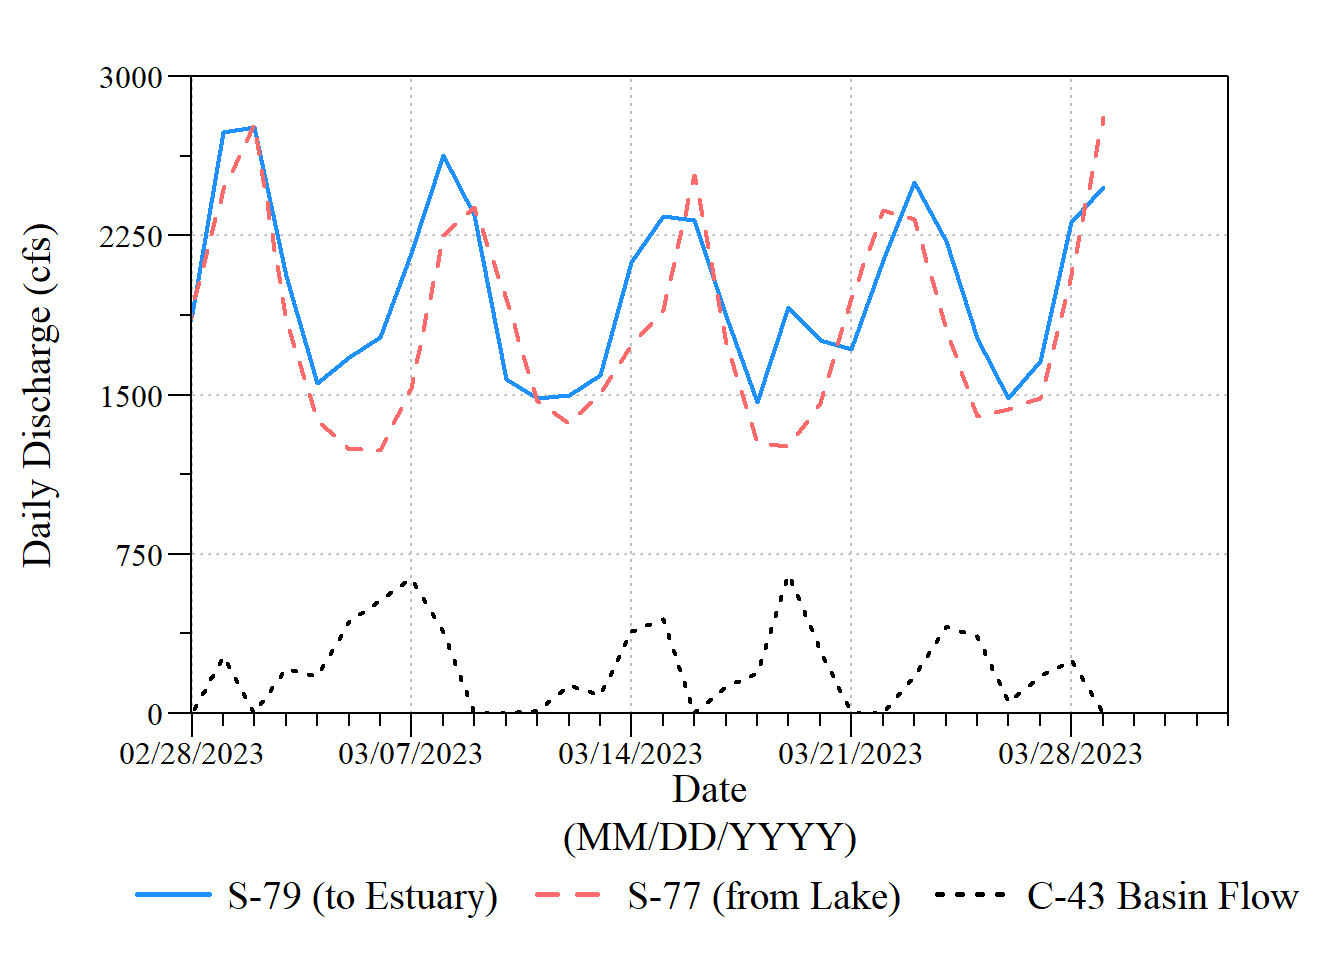 3000
2250
1500
750
0
Daily Discharge (cfs)
02/28/2023 03/07/2023 03/14/2023 03/21/2023 03/28/2023
Date
(MM/DD/YYYY)
S-79 (to Estuary) S-77 (from Lake) C-43 Basin Flow